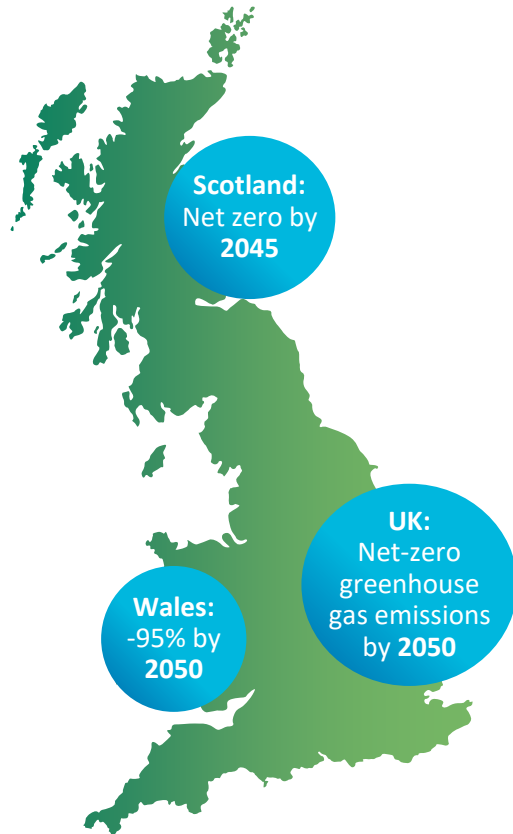 Scotland:
Net zero by
2045
UK:
Net-zero
greenhouse
gas emissions
by 2050
Wales:
-95% by
2050